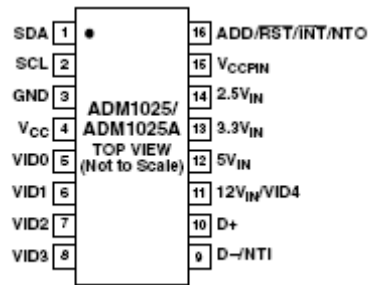 SDA 1
SCL 2
GND 3
VCC 4
VID0 5
VID1 6
VID2 7
VID3 8
ADM1025/
ADM1025A
TOP VIEW
(Not to Scale)
16 ADD/RST/INT/NTO
15 VCCPIN
14 2.5VIN
13 3.3VIN
12 5VIN
11 12VIN/VID4
10 D+
9 D–/NTI